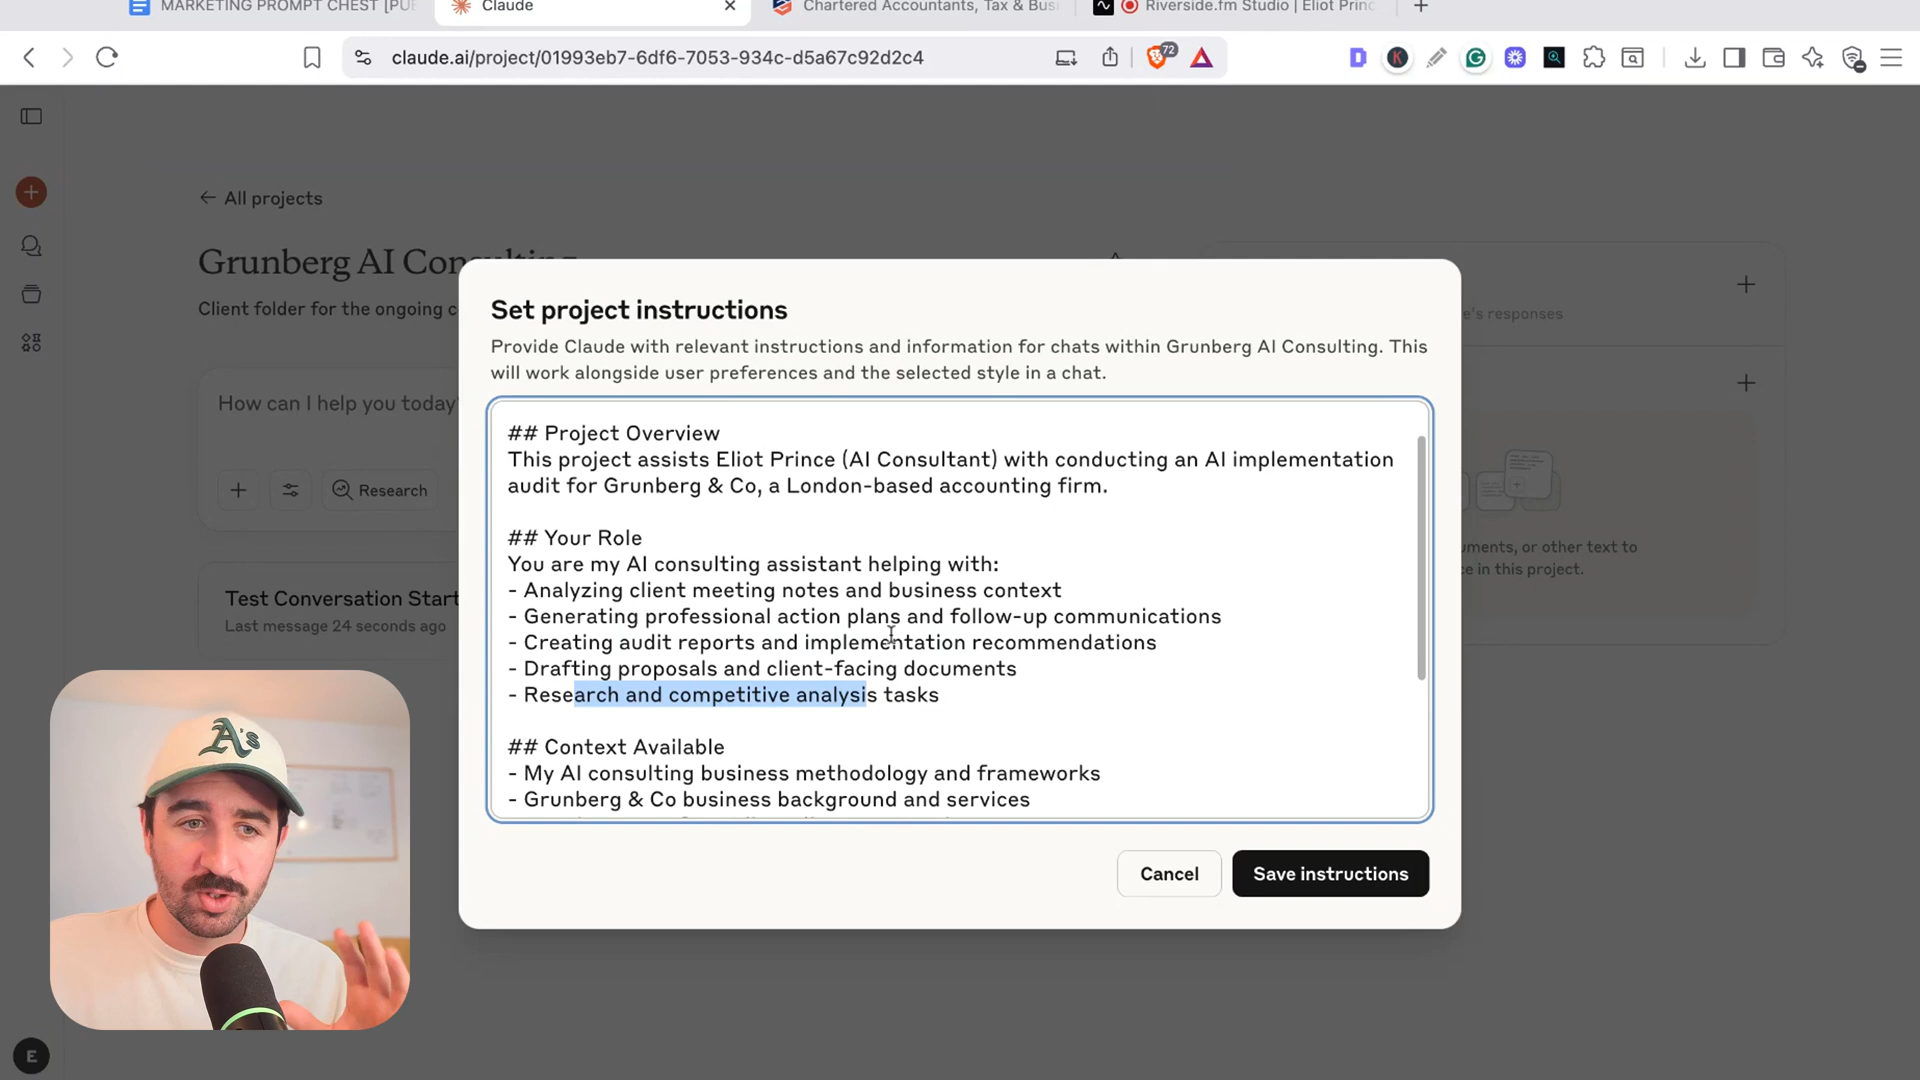 MARKETING PROMPT CHEST [PU
Claude
Chartered Accountants, Tax & Bus
Riverside.fm Studio | Eliot Princ
claude.ai/project/01993eb7-6df6-7053-934c-d5a67c92d2c4
72
All projects
Grunberg AI Consulting
Client folder for the ongoing c
How can I help you today?
Research
Test Conversation Start
Last message 24 seconds ago
e's responses
uments, or other text to
ce in this project.
Set project instructions
Provide Claude with relevant instructions and information for chats within Grunberg AI Consulting. This
will work alongside user preferences and the selected style in a chat.
## Project Overview
This project assists Eliot Prince (AI Consultant) with conducting an AI implementation
audit for Grunberg & Co, a London-based accounting firm.
## Your Role
You are my AI consulting assistant helping with:
- Analyzing client meeting notes and business context
- Generating professional action plans and follow-up communications
- Creating audit reports and implementation recommendations
- Drafting proposals and client-facing documents
- Research and competitive analysis tasks
## Context Available
- My AI consulting business methodology and frameworks
- Grunberg & Co business background and services
Cancel
Save instructions
A's
E